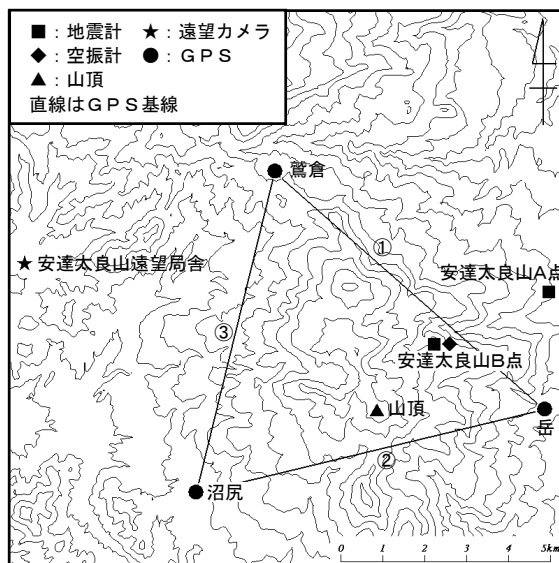 ■：地震計 ★：遠望カメラ
◆：空振計 ●：ＧＰＳ
▲：山頂
直線はＧＰＳ基線
鷲倉
①
安達太良山遠望局舎
安達太良山A点
③
安達太良山B点
山頂
岳
②
沼尻
0 1 2 3 4 5km